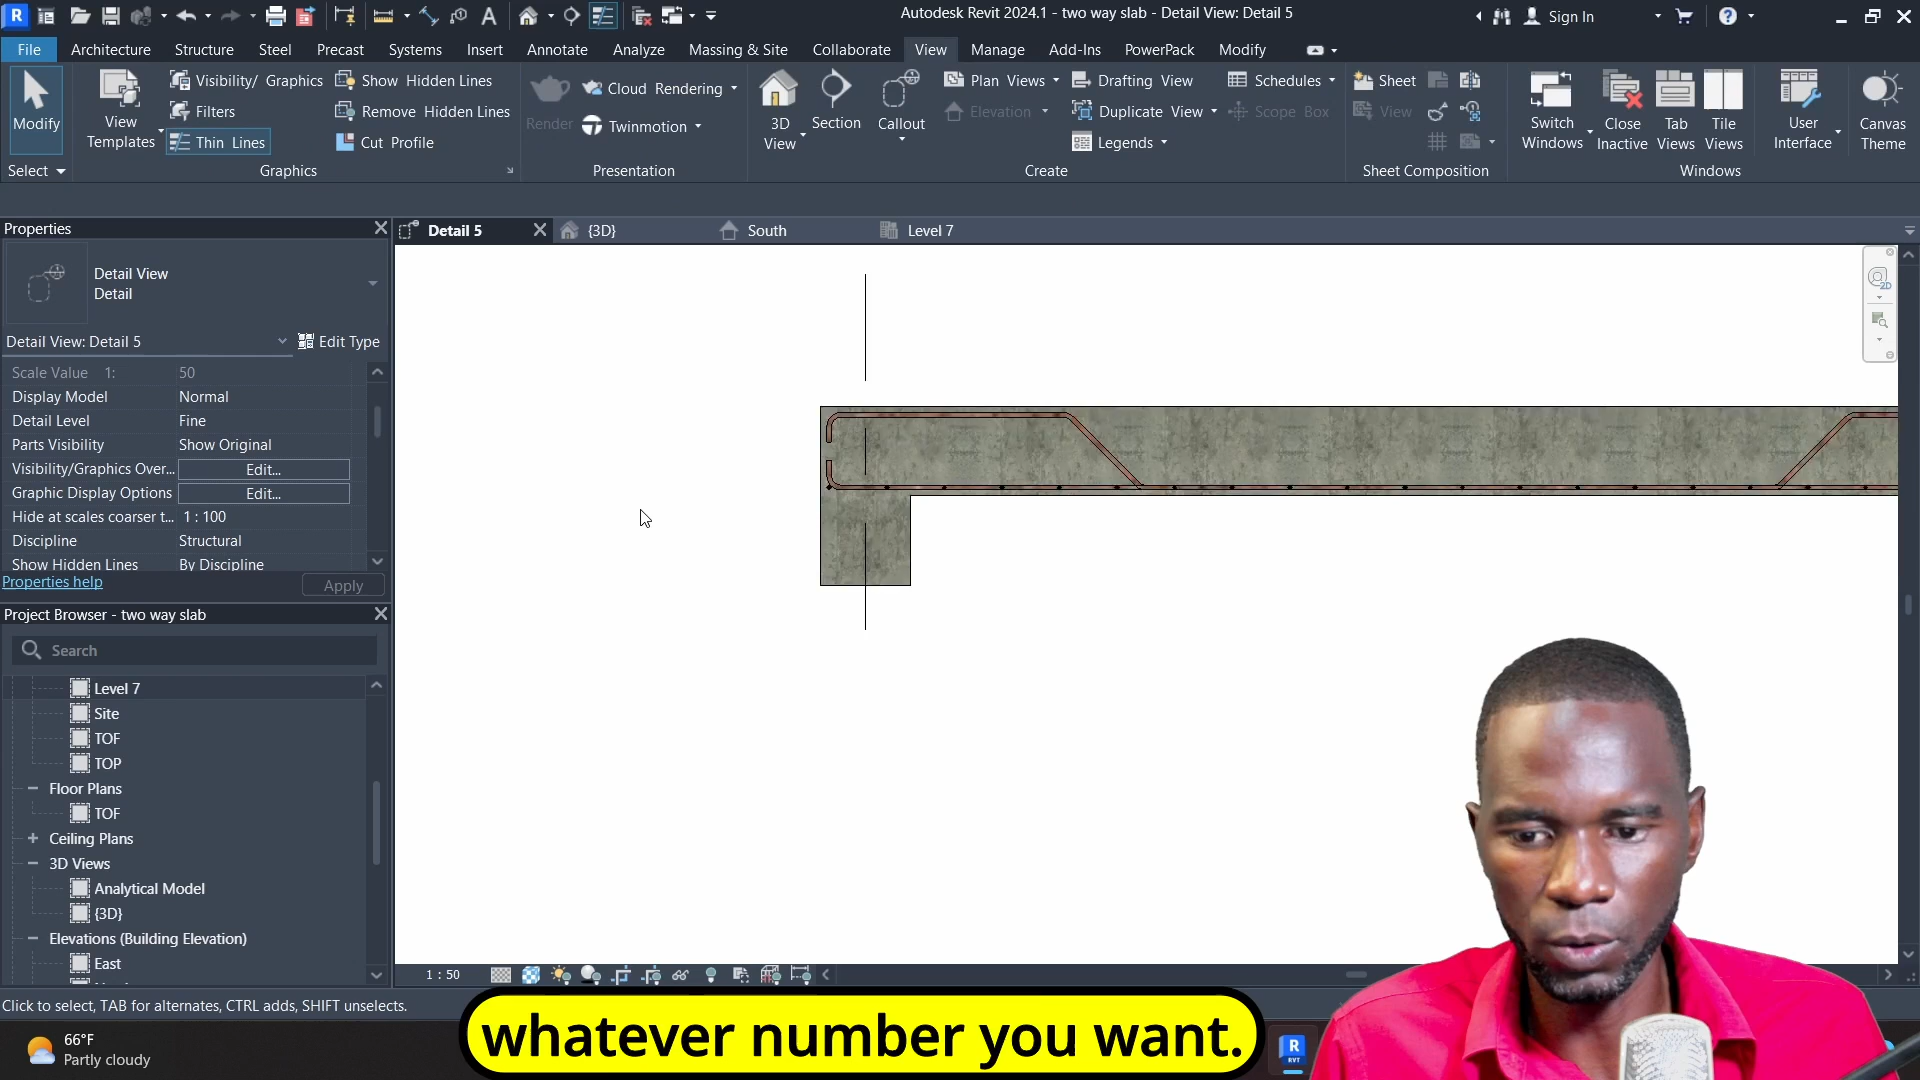 Autodesk Revit 2024.1 - two way slab - Detail View: Detail 5
Sign In
File Architecture Structure Steel Precast Systems Insert Annotate Analyze Massing & Site Collaborate View Manage Add-Ins PowerPack Modify
Modify
View Templates
Visibility/ Graphics
Filters
Thin Lines
Show Hidden Lines
Remove Hidden Lines
Cut Profile
Render
Cloud Rendering
Twinmotion
3D View
Section
Callout
Plan Views
Elevation
Drafting View
Duplicate View
Legends
Schedules
Scope Box
Sheet
View
Switch Windows
Close Inactive
Tab Views
Tile Views
User Interface
Canvas Theme
Select
Graphics
Presentation
Create
Sheet Composition
Windows
Properties
Detail 5
{3D}
South
Level 7
Detail View
Detail
Detail View: Detail 5
Edit Type
Scale Value 1: 50
Display Model Normal
Detail Level Fine
Parts Visibility Show Original
Visibility/Graphics Over... Edit...
Graphic Display Options Edit...
Hide at scales coarser t... 1 : 100
Discipline Structural
Show Hidden Lines By Discipline
Properties help
Apply
Project Browser - two way slab
Search
Level 7
Site
TOF
TOP
Floor Plans
TOF
Ceiling Plans
3D Views
Analytical Model
{3D}
Elevations (Building Elevation)
East
1 : 50
Click to select, TAB for alternates, CTRL adds, SHIFT unselects.
66°F
Partly cloudy
whatever number you want.
R
RVT
2D